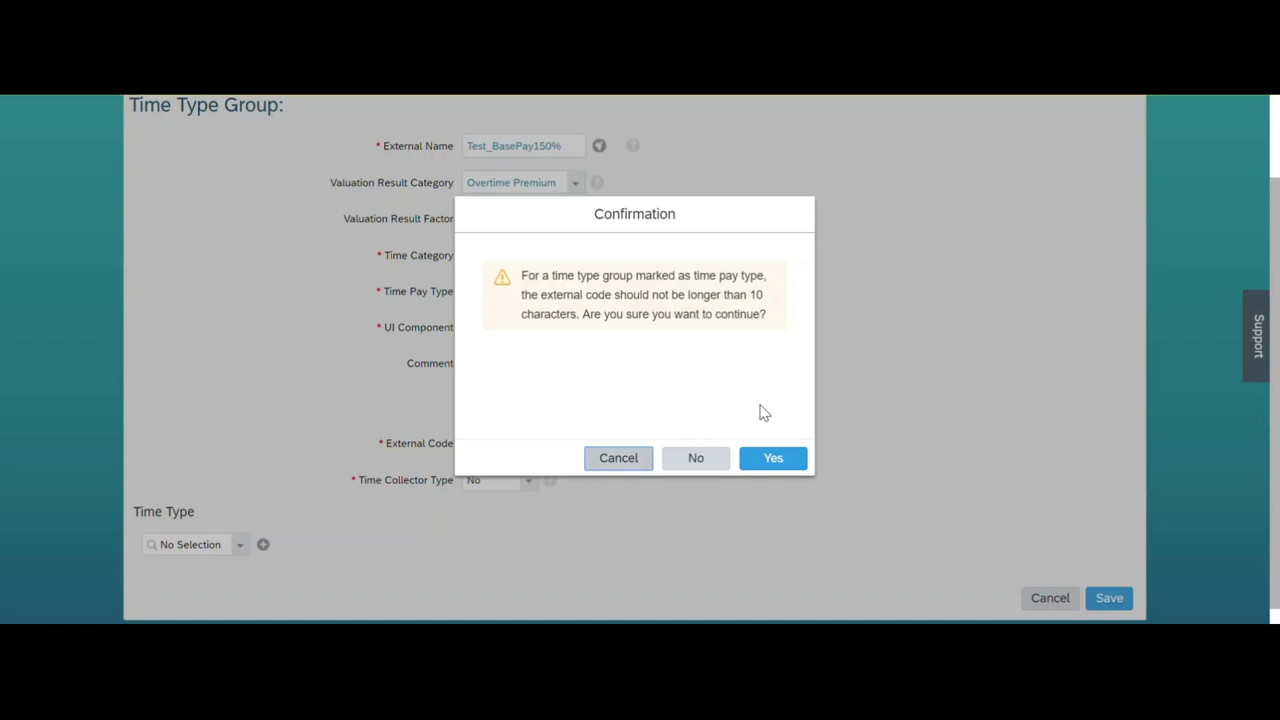 Time Type Group:
* External Name Test_BasePay150%
Valuation Result Category Overtime Premium
Valuation Result Factor
* Time Category
* Time Pay Type
* UI Component
Comment
* External Code
* Time Collector Type No
Confirmation
For a time type group marked as time pay type,
the external code should not be longer than 10
characters. Are you sure you want to continue?
Cancel No Yes
Time Type
No Selection
Cancel Save
Support